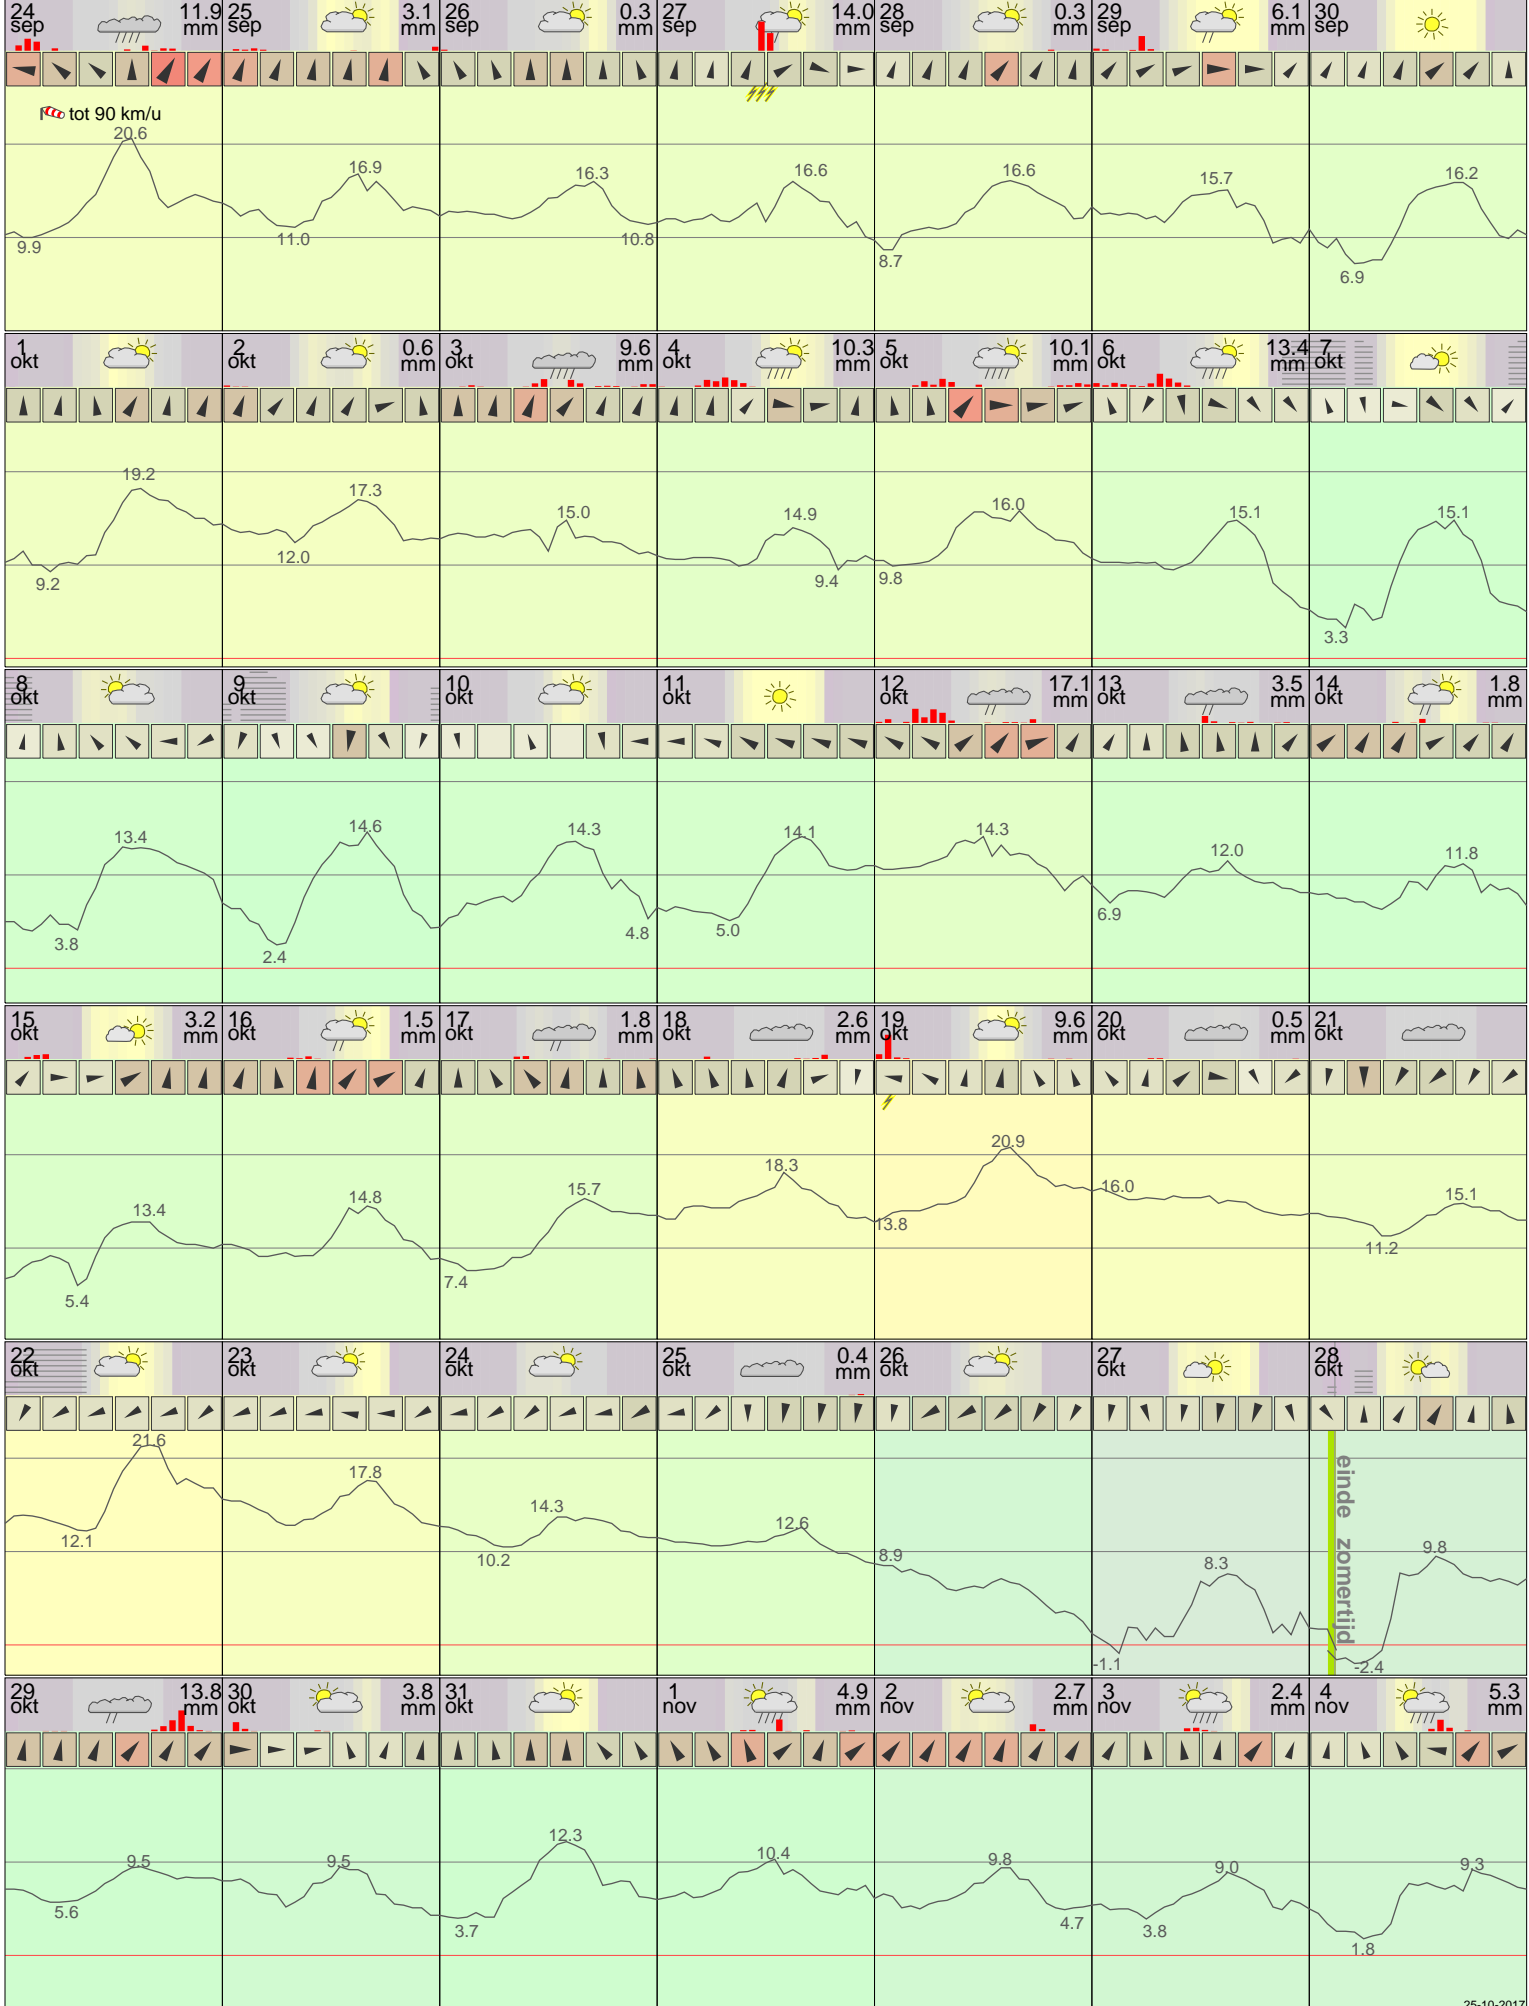 24 sep 11.9 mm
25 sep 3.1 mm
26 sep 0.3 mm
27 sep 14.0 mm
28 sep 0.3 mm
29 sep 6.1 mm
30 sep
tot 90 km/u
20.6
9.9
16.9
11.0
16.3
10.8
16.6
16.6
8.7
15.7
16.2
6.9
1 okt
2 okt 0.6 mm
3 okt 9.6 mm
4 okt 10.3
5 okt 10.1 mm
6 okt 13.4
7 okt
19.2
9.2
17.3
12.0
15.0
14.9
9.4
16.0
9.8
15.1
15.1
3.3
8 okt
9 okt
10 okt
11 okt
12 okt 17.1 mm
13 okt 3.5 mm
14 okt 1.8 mm
13.4
3.8
14.6
2.4
14.3
4.8
14.1
5.0
14.3
12.0
6.9
11.8
15 okt 3.2 mm
16 okt 1.5 mm
17 okt 1.8 mm
18 okt 2.6 mm
19 okt 9.6 mm
20 okt 0.5 mm
21 okt
13.4
5.4
14.8
15.7
7.4
18.3
20.9
13.8
16.0
15.1
11.2
22 okt
23 okt
24 okt
25 okt 0.4 mm
26 okt
27 okt
28 okt
21.6
12.1
17.8
14.3
10.2
12.6
8.9
8.3
-1.1
einde zomertijd
9.8
-2.4
29 okt 13.8 mm
30 okt 3.8 mm
31 okt
1 nov 4.9 mm
2 nov 2.7 mm
3 nov 2.4 mm
4 nov 5.3 mm
9.5
5.6
9.5
12.3
3.7
10.4
9.8
4.7
9.0
3.8
9.3
1.8
25-10-2017